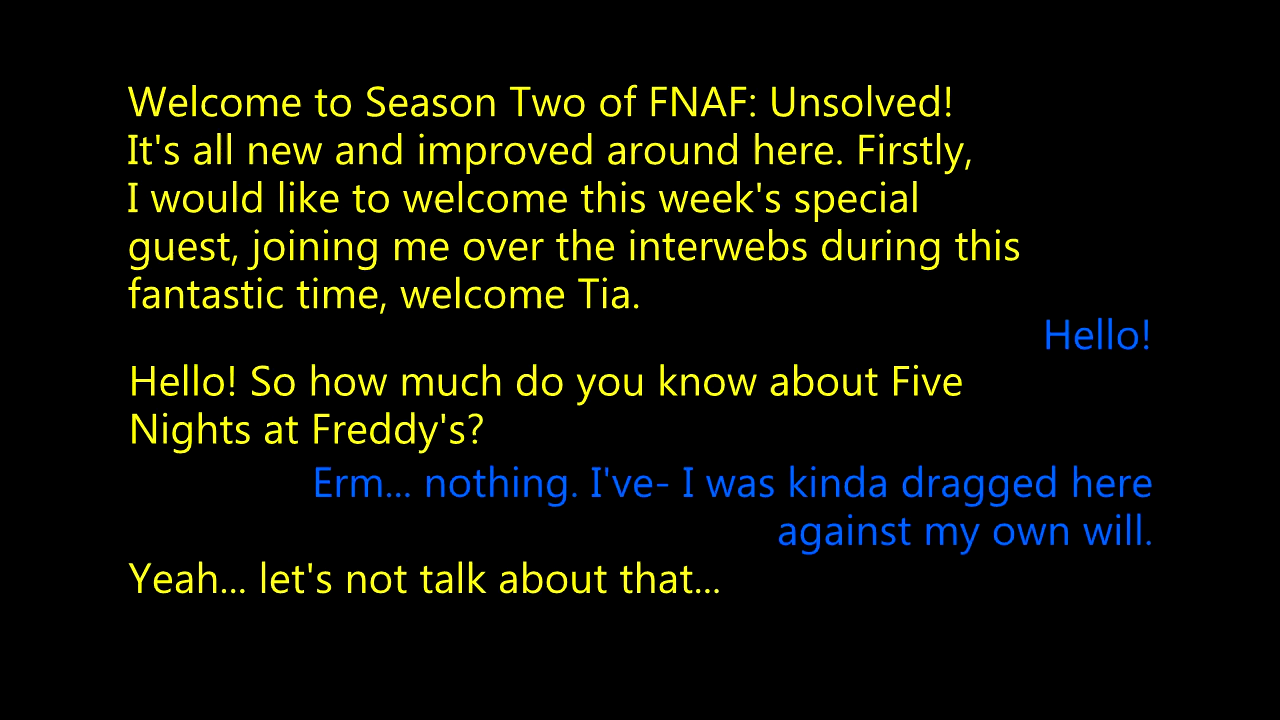 Welcome to Season Two of FNAF: Unsolved!
It's all new and improved around here. Firstly,
I would like to welcome this week's special
guest, joining me over the interwebs during this
fantastic time, welcome Tia.
Hello!
Hello! So how much do you know about Five
Nights at Freddy's?
Erm... nothing. I've- I was kinda dragged here
against my own will.
Yeah... let's not talk about that...